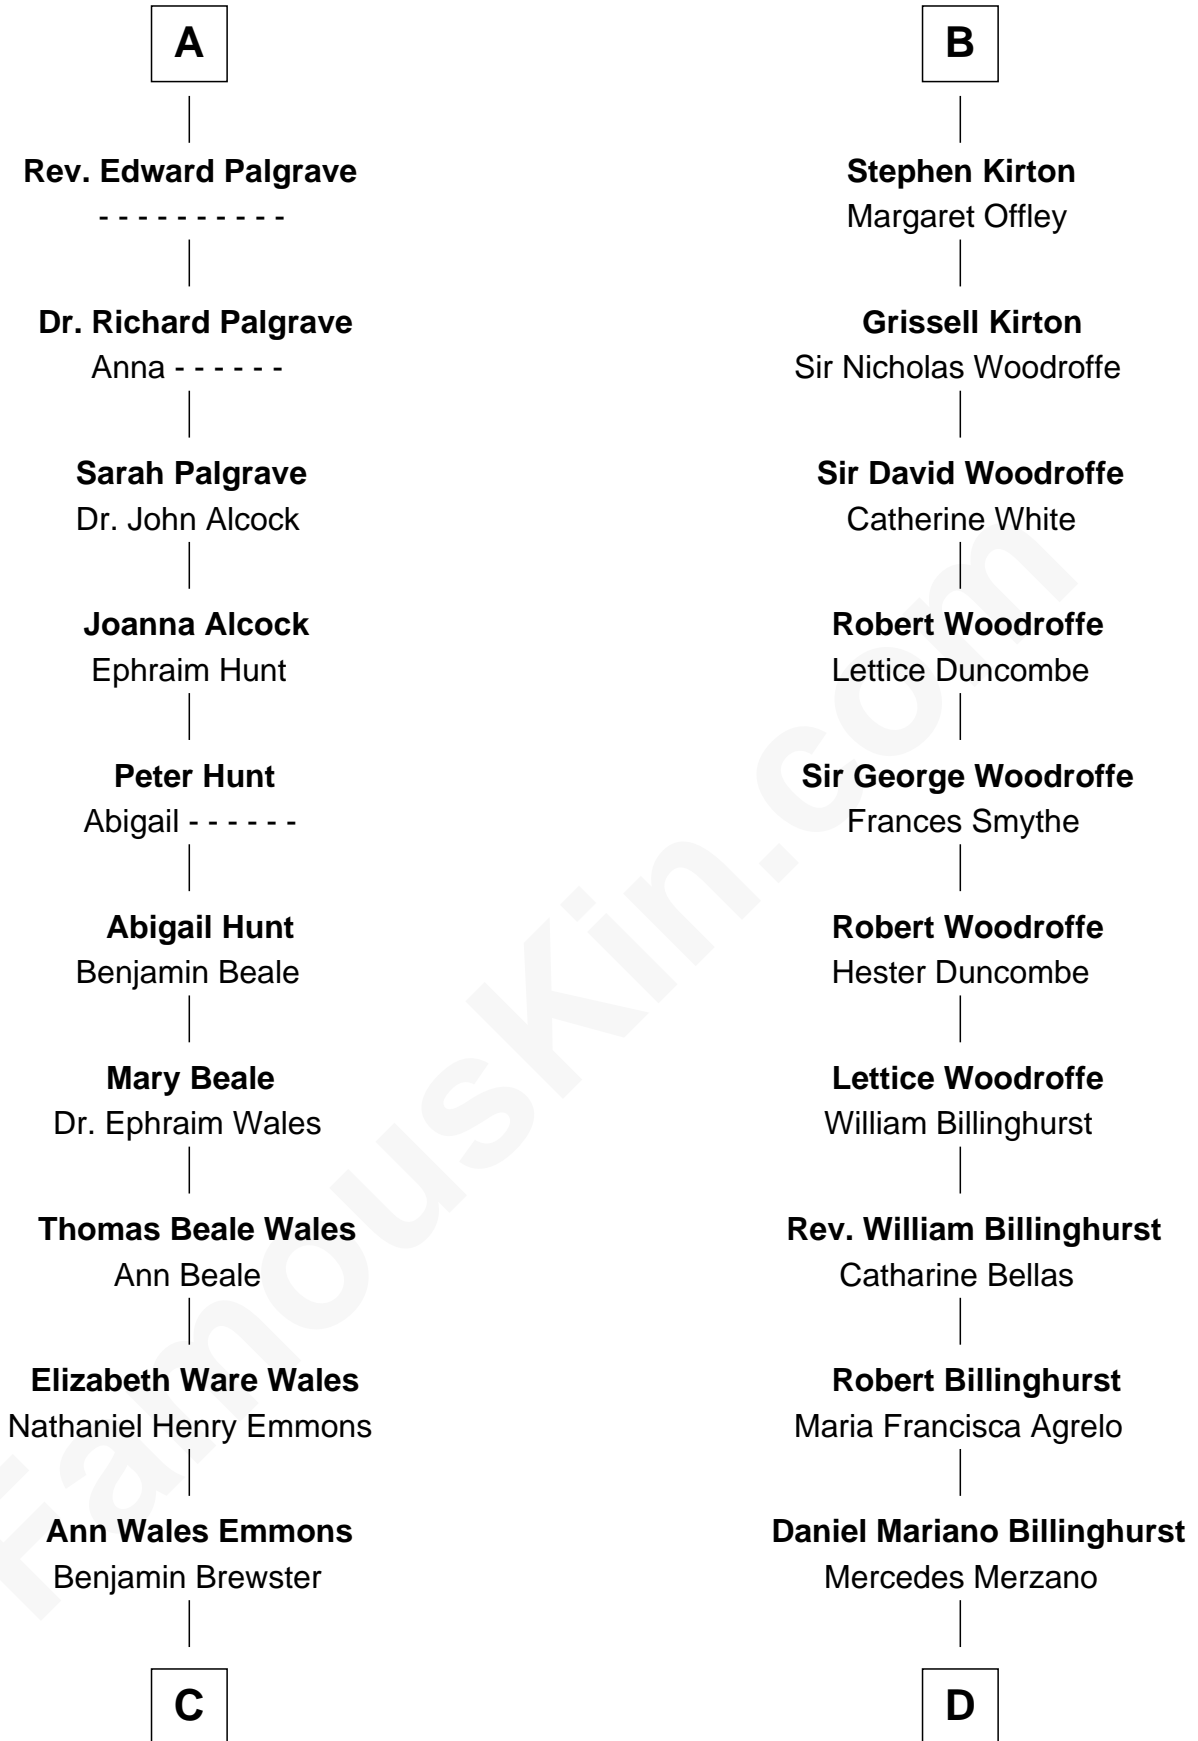 A
Rev. Edward Palgrave
- - - - - - - - - -
Dr. Richard Palgrave
Anna - - - - - -
Sarah Palgrave
Dr. John Alcock
Joanna Alcock
Ephraim Hunt
Peter Hunt
Abigail - - - - - -
Abigail Hunt
Benjamin Beale
Mary Beale
Dr. Ephraim Wales
Thomas Beale Wales
Ann Beale
Elizabeth Ware Wales
Nathaniel Henry Emmons
Ann Wales Emmons
Benjamin Brewster
C
B
Stephen Kirton
Margaret Offley
Grissell Kirton
Sir Nicholas Woodroffe
Sir David Woodroffe
Catherine White
Robert Woodroffe
Lettice Duncombe
Sir George Woodroffe
Frances Smythe
Robert Woodroffe
Hester Duncombe
Lettice Woodroffe
William Billinghurst
Rev. William Billinghurst
Catharine Bellas
Robert Billinghurst
Maria Francisca Agrelo
Daniel Mariano Billinghurst
Mercedes Merzano
D
FamousKin.com